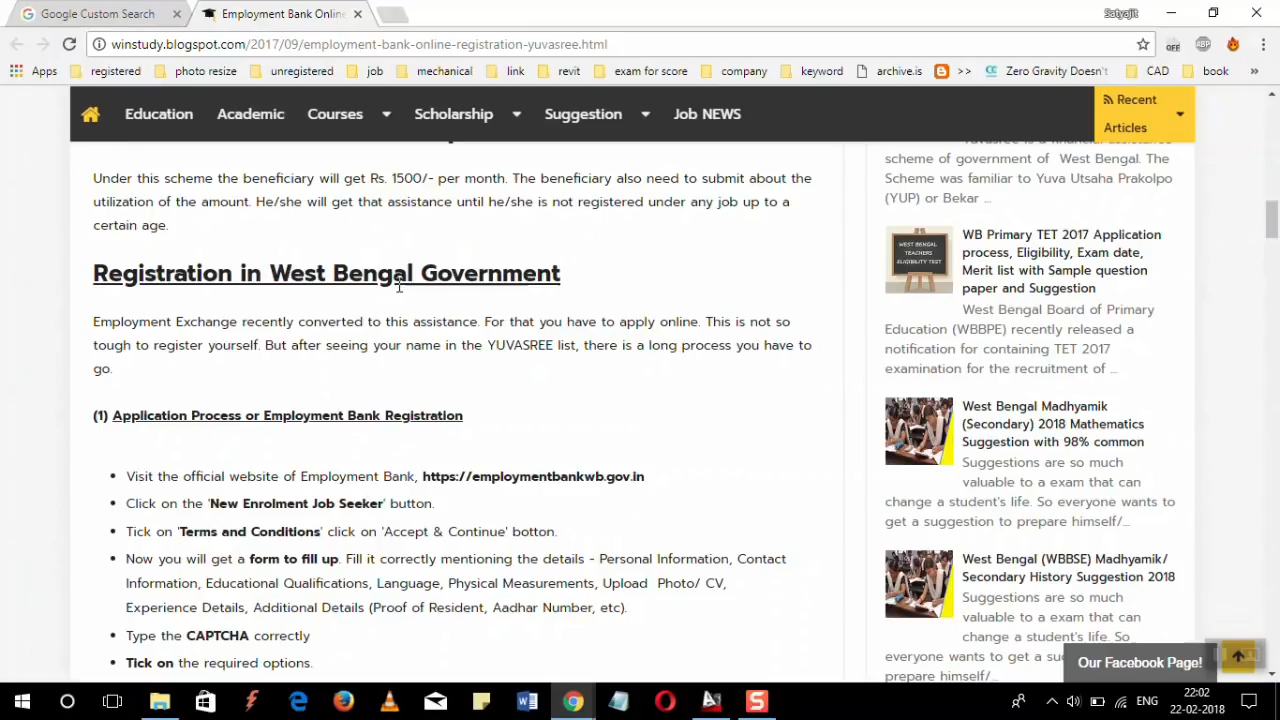 Google Custom Search
Employment Bank Online
Satyajit
winstudy.blogspot.com/2017/09/employment-bank-online-registration-yuvasree.html
OFF
ABP
Apps registered photo resize unregistered job mechanical link revit exam for score company keyword archive.is >> Zero Gravity Doesn't CAD book »
Education Academic Courses Scholarship Suggestion Job NEWS
Recent
Articles
Under this scheme the beneficiary will get Rs. 1500/- per month. The beneficiary also need to submit about the
utilization of the amount. He/she will get that assistance until he/she is not registered under any job up to a
certain age.
Registration in West Bengal Government
Employment Exchange recently converted to this assistance. For that you have to apply online. This is not so
tough to register yourself. But after seeing your name in the YUVASREE list, there is a long process you have to
go.
(1) Application Process or Employment Bank Registration
• Visit the official website of Employment Bank, https://employmentbankwb.gov.in
• Click on the 'New Enrolment Job Seeker' button.
• Tick on 'Terms and Conditions' click on 'Accept & Continue' botton.
• Now you will get a form to fill up. Fill it correctly mentioning the details - Personal Information, Contact
Information, Educational Qualifications, Language, Physical Measurements, Upload Photo/ CV,
Experience Details, Additional Details (Proof of Resident, Aadhar Number, etc).
• Type the CAPTCHA correctly
• Tick on the required options.
Yuvasree is a financial assistance
scheme of government of West Bengal. The
Scheme was familiar to Yuva Utsaha Prakolpo
(YUP) or Bekar ...
WEST BENGAL
TEACHERS
ELIGIBILITY TEST
WB Primary TET 2017 Application
process, Eligibility, Exam date,
Merit list with Sample question
paper and Suggestion
West Bengal Board of Primary
Education (WBBPE) recently released a
notification for containing TET 2017
examination for the recruitment of ...
West Bengal Madhyamik
(Secondary) 2018 Mathematics
Suggestion with 98% common
Suggestions are so much
valuable to a exam that can
change a student's life. So everyone wants to
get a suggestion to prepare himself/...
West Bengal (WBBSE) Madhyamik/
Secondary History Suggestion 2018
Suggestions are so much
valuable to a exam that can
change a student's life. So
everyone wants to get a su
prepare himself/...
Our Facebook Page!
ENG
22:02
22-02-2018